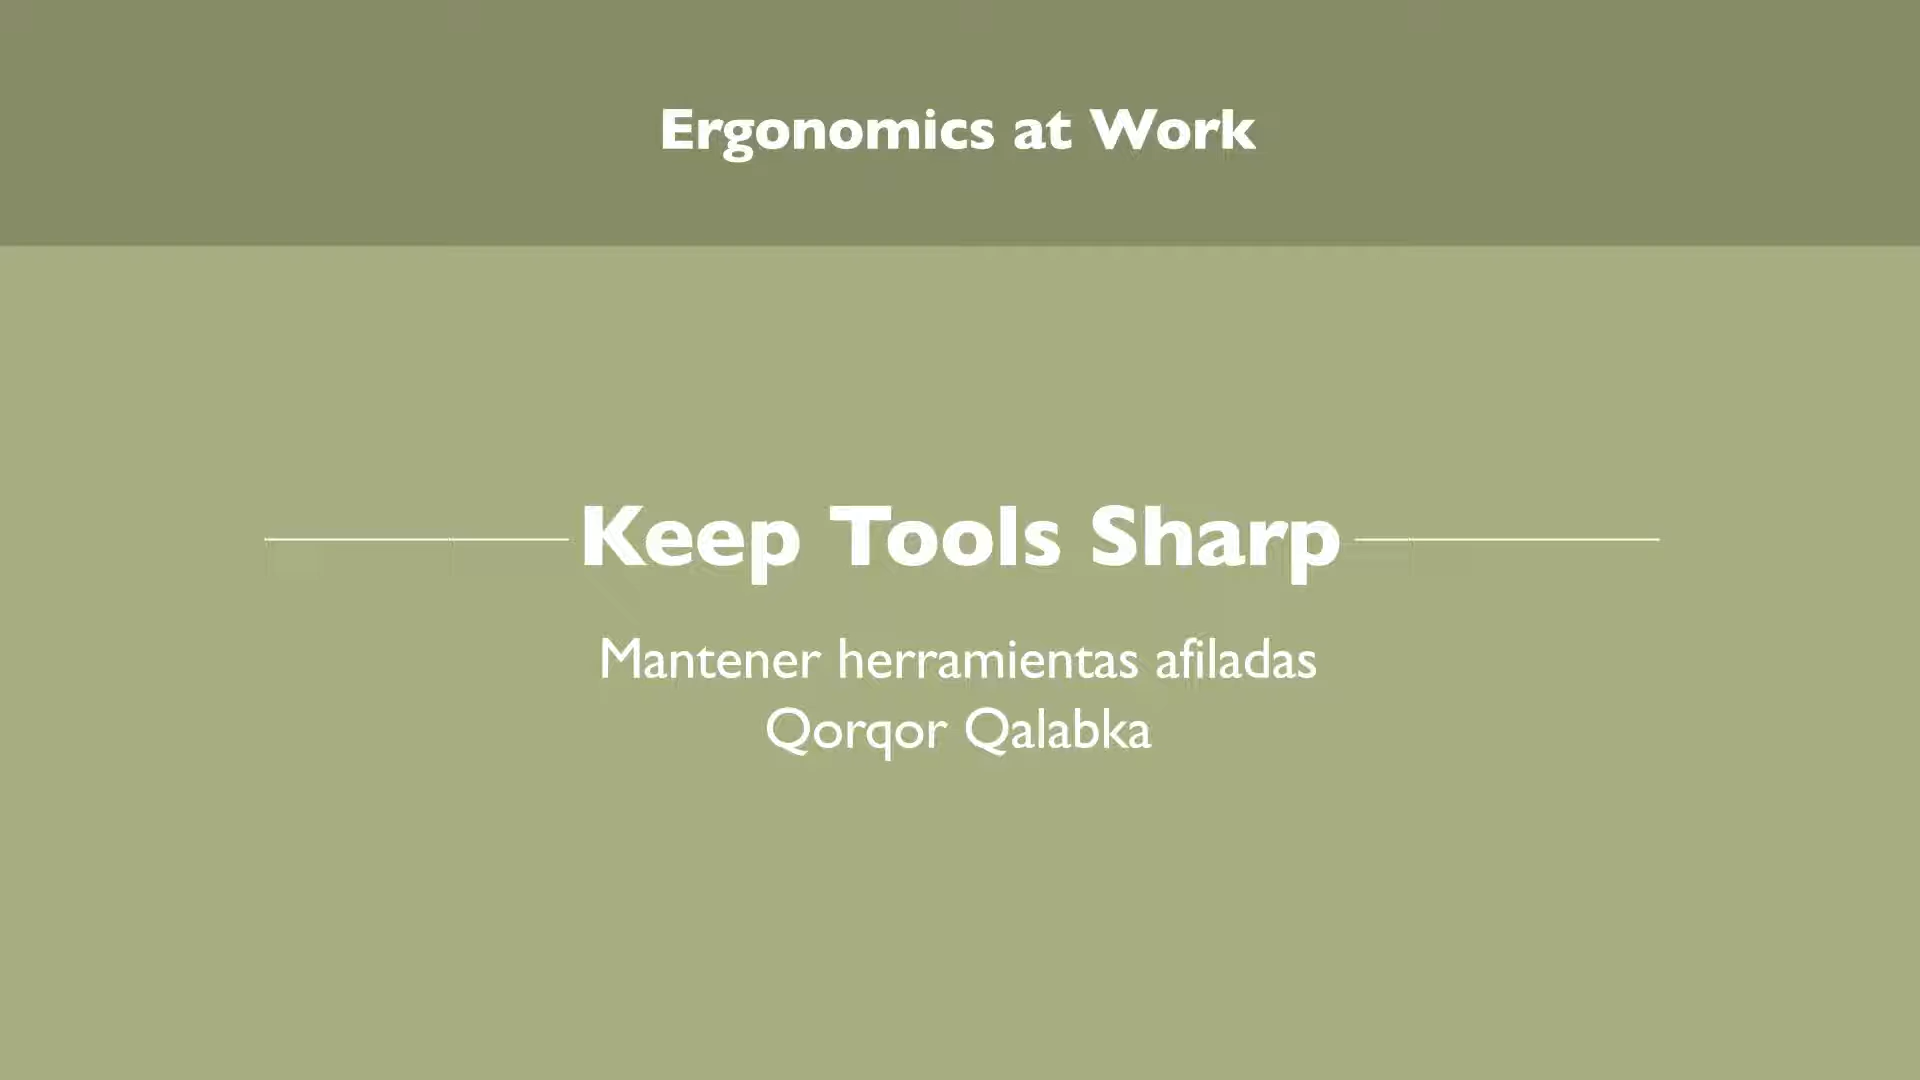 Ergonomics at Work
Keep Tools Sharp
Mantener herramientas afiladas
Qorqor Qalabka